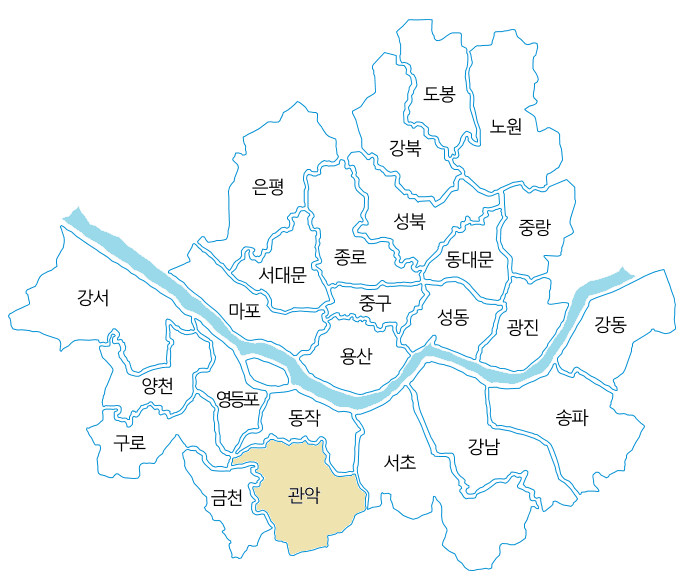 도봉
노원
강북
은평
성북
중랑
종로
동대문
서대문
강서
마포
중구
성동
광진
강동
용산
양천
영등포
동작
송파
구로
강남
서초
금천
관악